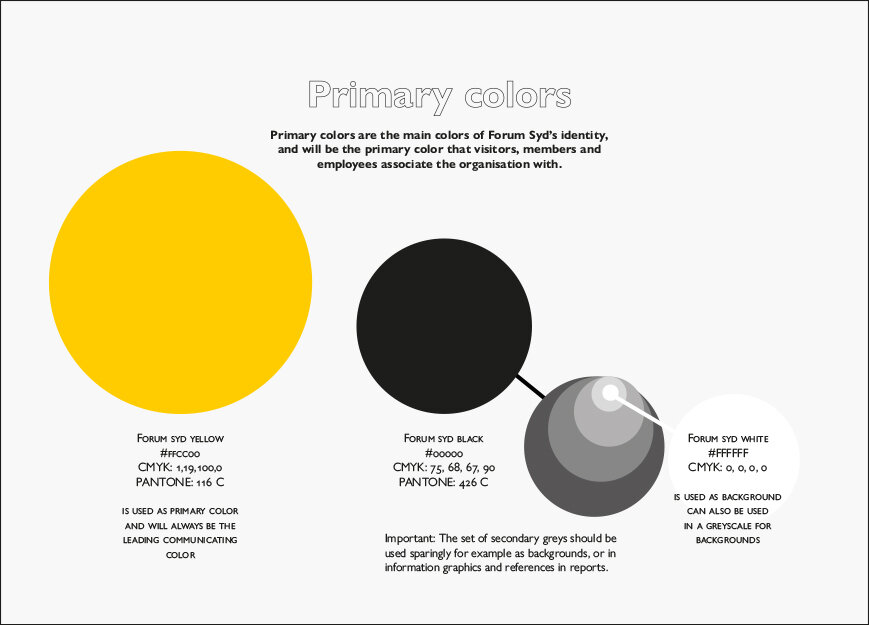 Primary colors
Primary colors are the main colors of Forum Syd's identity,
and will be the primary color that visitors, members and
employees associate the organisation with.
Forum syd yellow
#ffcc00
CMYK: 1,19,100,0
PANTONE: 116 C
is used as primary color
and will always be the
leading communicating
color
Forum syd black
#00000
CMYK: 75, 68, 67, 90
PANTONE: 426 C
Important: The set of secondary greys should be
used sparingly for example as backgrounds, or in
information graphics and references in reports.
Forum syd white
#FFFFFF
CMYK: 0, 0, 0, 0
is used as background
can also be used
in a greyscale for
backgrounds